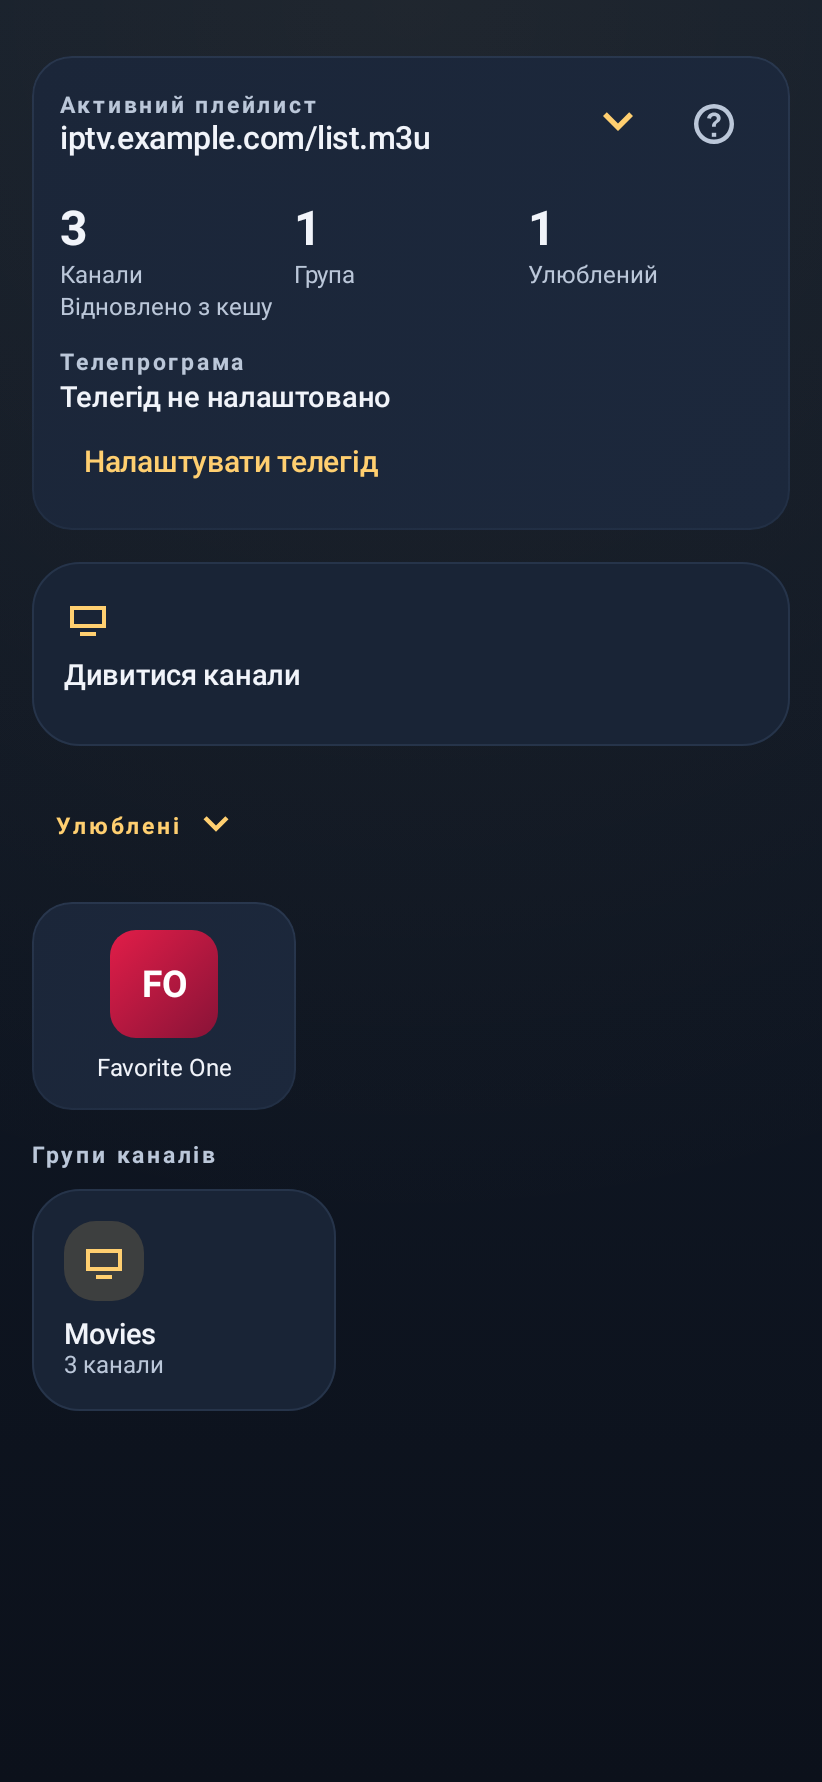 Активний плейлист
iptv.example.com/list.m3u
3
Канали
1
Група
1
Улюблений
Відновлено з кешу
Телепрограма
Телегід не налаштовано
Налаштувати телегід
Дивитися канали
Улюблені
FO
Favorite One
Групи каналів
Movies
3 канали